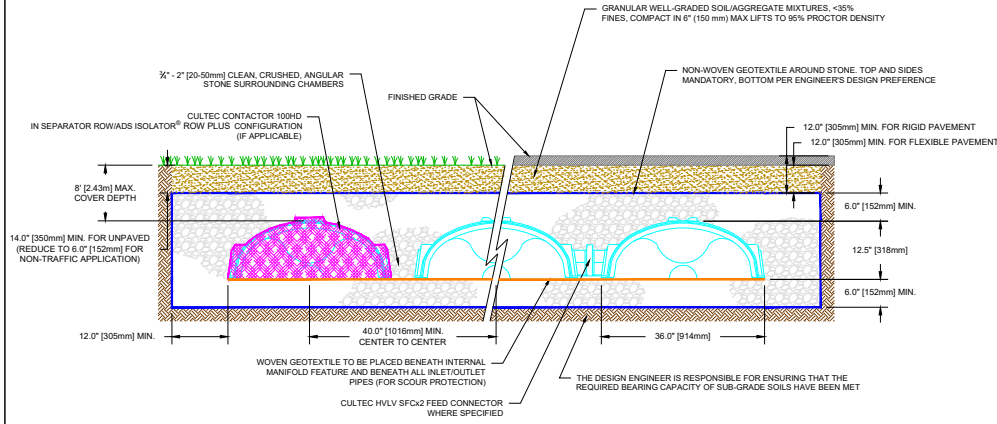 GRANULAR WELL-GRADED SOIL/AGGREGATE MIXTURES, <35%
FINES, COMPACT IN 6" (150 mm) MAX LIFTS TO 95% PROCTOR DENSITY
¾" - 2" [20-50mm] CLEAN, CRUSHED, ANGULAR
STONE SURROUNDING CHAMBERS
NON-WOVEN GEOTEXTILE AROUND STONE. TOP AND SIDES
MANDATORY, BOTTOM PER ENGINEER'S DESIGN PREFERENCE
FINISHED GRADE
CULTEC CONTACTOR 100HD
IN SEPARATOR ROW/ADS ISOLATOR® ROW PLUS CONFIGURATION
(IF APPLICABLE)
12.0" [305mm] MIN. FOR RIGID PAVEMENT
12.0" [305mm] MIN. FOR FLEXIBLE PAVEMENT
8' [2.43m] MAX.
COVER DEPTH
6.0" [152mm] MIN.
14.0" [350mm] MIN. FOR UNPAVED
(REDUCE TO 6.0" [152mm FOR
NON-TRAFFIC APPLICATION)
12.5" [318mm]
6.0" [152mm] MIN.
12.0" [305mm] MIN.
40.0" [1016mm] MIN.
CENTER TO CENTER
36.0" [914mm]
WOVEN GEOTEXTILE TO BE PLACED BENEATH INTERNAL
MANIFOLD FEATURE AND BENEATH ALL INLET/OUTLET
PIPES (FOR SCOUR PROTECTION)
THE DESIGN ENGINEER IS RESPONSIBLE FOR ENSURING THAT THE
REQUIRED BEARING CAPACITY OF SUB-GRADE SOILS HAVE BEEN MET
CULTEC HVLV SFCx2 FEED CONNECTOR
WHERE SPECIFIED